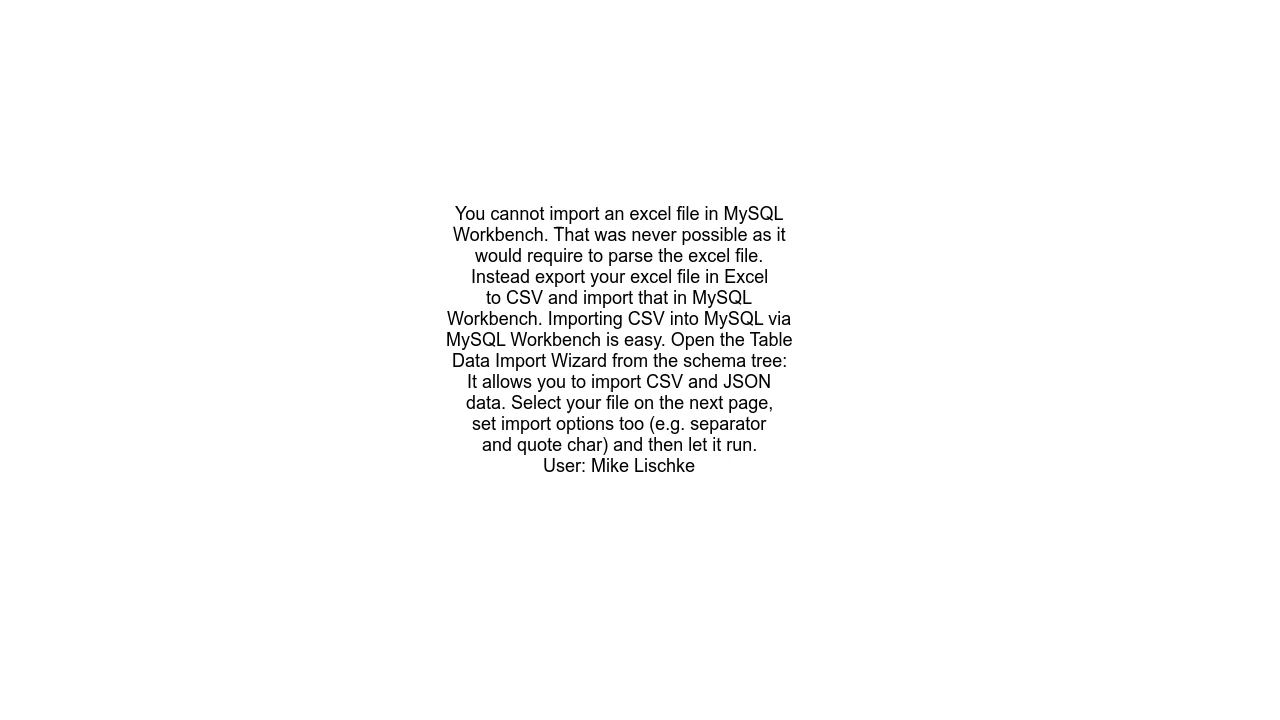 You cannot import an excel file in MySQL
Workbench. That was never possible as it
would require to parse the excel file.
Instead export your excel file in Excel
to CSV and import that in MySQL
Workbench. Importing CSV into MySQL via
MySQL Workbench is easy. Open the Table
Data Import Wizard from the schema tree:
It allows you to import CSV and JSON
data. Select your file on the next page,
set import options too (e.g. separator
and quote char) and then let it run.
User: Mike Lischke